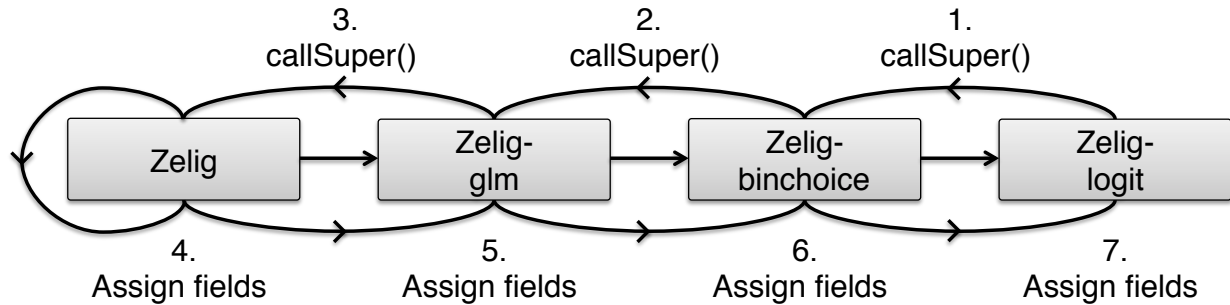 3.
callSuper()
2.
callSuper()
1.
callSuper()
Zelig
Zelig-
glm
Zelig-
binchoice
Zelig-
logit
4.
Assign fields
5.
Assign fields
6.
Assign fields
7.
Assign fields